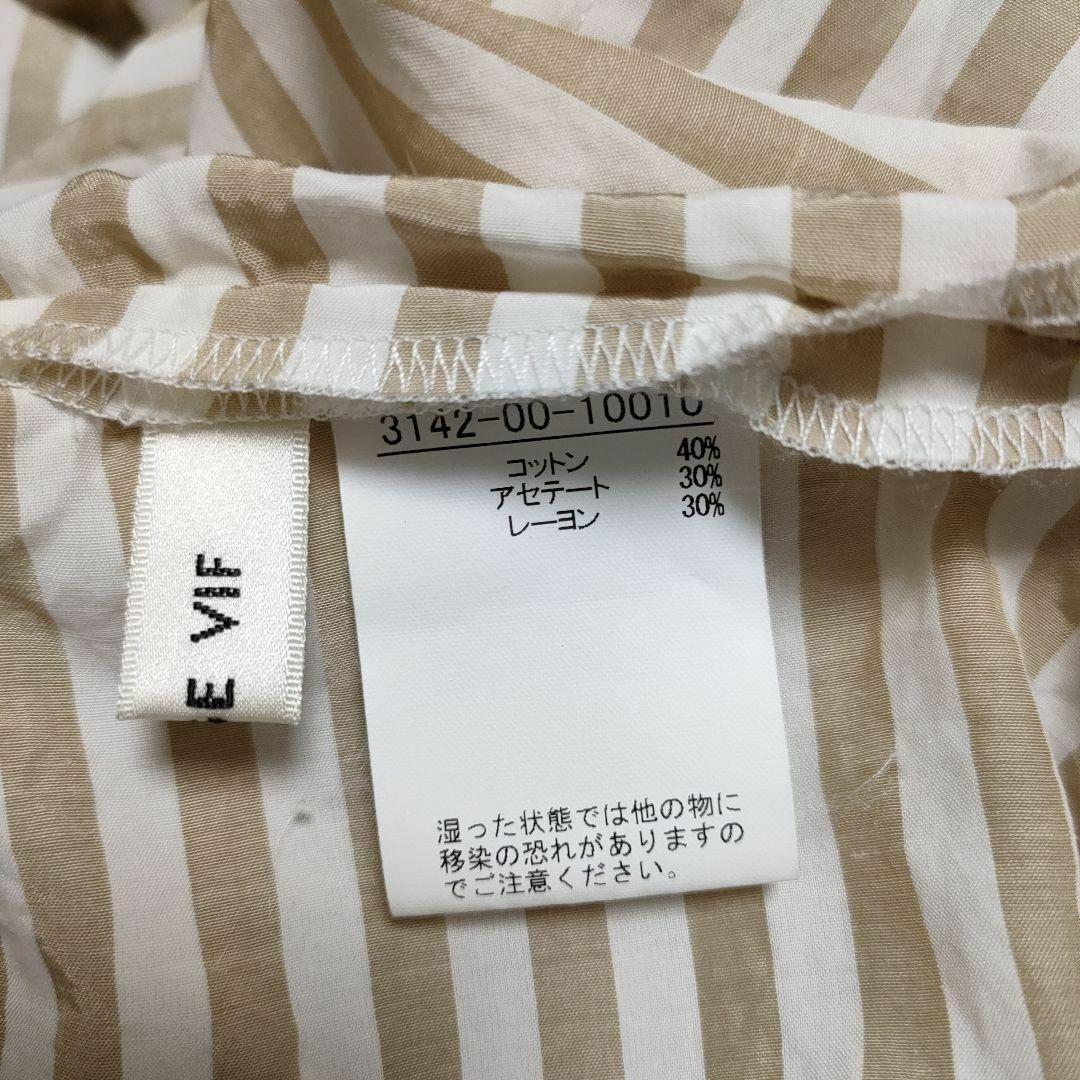 3142-00-10010
コットン 40%
アセテート 30%
レーヨン 30%
VIF
湿った状態では他の物に
移染の恐れがありますの
でご注意ください。